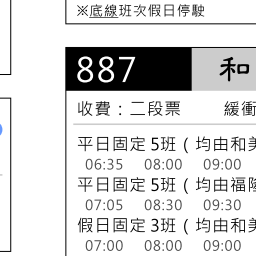 ※底線班次假日停駛
887 和
收費：二段票 緩衝
平日固定 5班 ( 均由和美
06:35 08:00 09:00
平日固定 5班 ( 均由福隆
07:05 08:30 09:30
假日固定 3班 ( 均由和美
07:00 08:00 09:00